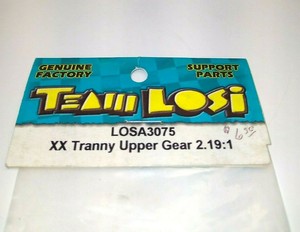 GENUINE FACTORY
SUPPORT PARTS
TEAM LOSI
LOSA3075
XX Tranny Upper Gear 2.19:1